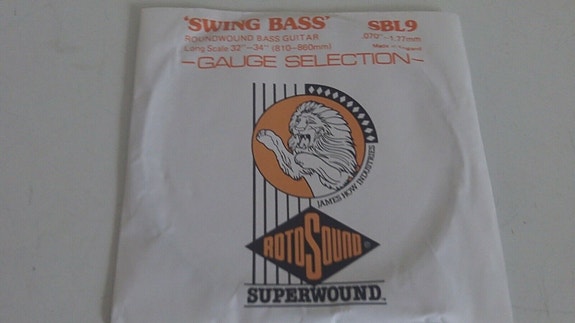 'SWING BASS' SBL9
ROUNDWOUND BASS GUITAR .070"-1.77mm
Long Scale 32"-34" (810-860mm) Made in England
~GAUGE SELECTION~
JAMES HOW INDUSTRIES
ROTOSOUND®
SUPERWOUND™